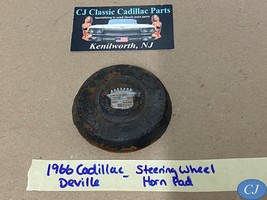 CJ Classic Cadillac Parts
Kenilworth, NJ
1966 Cadillac - Steering Wheel
Deville Horn Pad
CJ